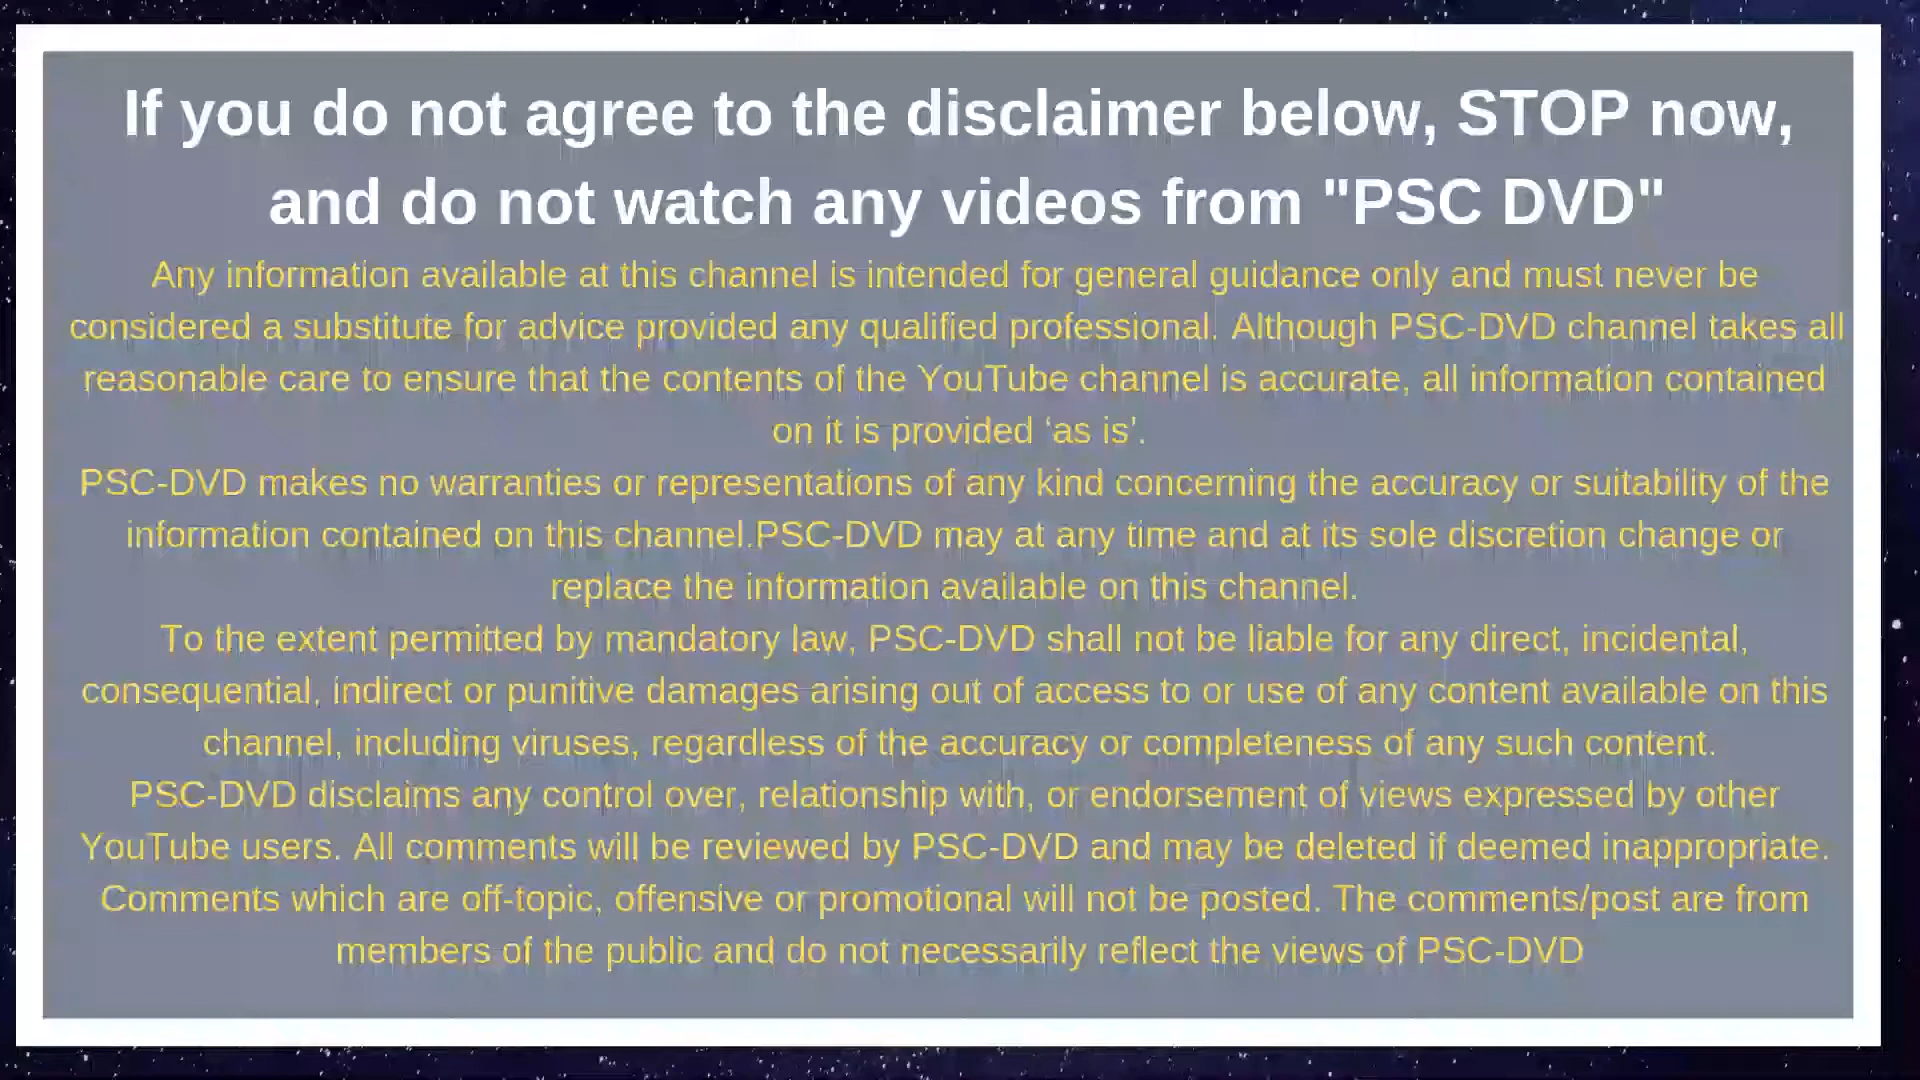 If you do not agree to the disclaimer below, STOP now,
and do not watch any videos from "PSC DVD"
Any information available at this channel is intended for general guidance only and must never be
considered a substitute for advice provided any qualified professional. Although PSC-DVD channel takes all
reasonable care to ensure that the contents of the YouTube channel is accurate, all information contained
on it is provided ‘as is’.
PSC-DVD makes no warranties or representations of any kind concerning the accuracy or suitability of the
information contained on this channel.PSC-DVD may at any time and at its sole discretion change or
replace the information available on this channel.
To the extent permitted by mandatory law, PSC-DVD shall not be liable for any direct, incidental,
consequential, indirect or punitive damages arising out of access to or use of any content available on this
channel, including viruses, regardless of the accuracy or completeness of any such content.
PSC-DVD disclaims any control over, relationship with, or endorsement of views expressed by other
YouTube users. All comments will be reviewed by PSC-DVD and may be deleted if deemed inappropriate.
Comments which are off-topic, offensive or promotional will not be posted. The comments/post are from
members of the public and do not necessarily reflect the views of PSC-DVD